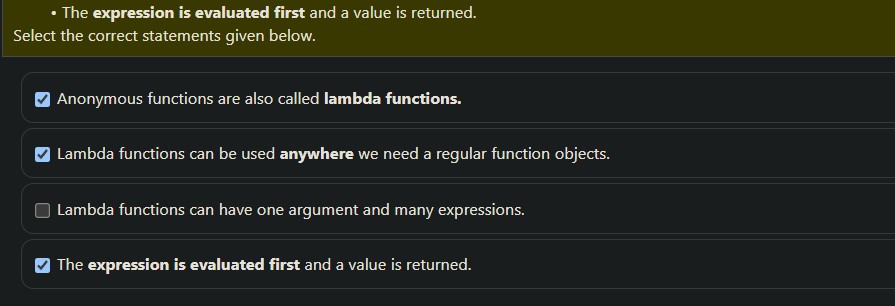 • The expression is evaluated first and a value is returned.
Select the correct statements given below.
Anonymous functions are also called lambda functions.
Lambda functions can be used anywhere we need a regular function objects.
Lambda functions can have one argument and many expressions.
The expression is evaluated first and a value is returned.